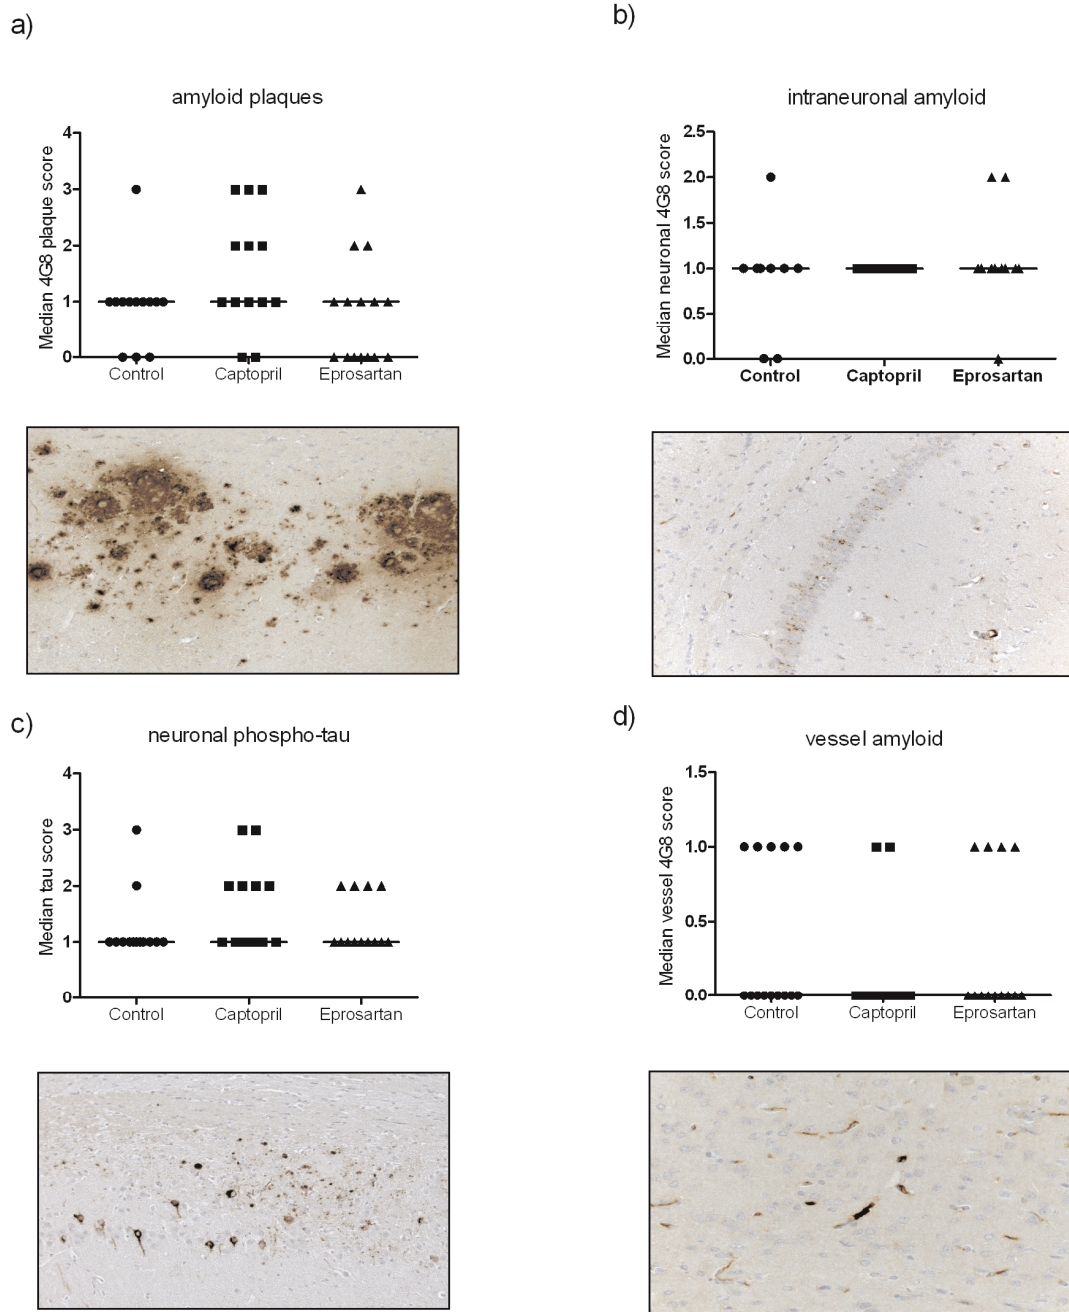 a)
amyloid plaques
Median 4G8 plaque score
4
3
2
1
0
Control Captopril Eprosartan
b)
intraneuronal amyloid
Median neuronal 4G8 score
2.5
2.0
1.5
1.0
0.5
0.0
Control Captopril Eprosartan
c)
neuronal phospho-tau
Median tau score
4
3
2
1
0
Control Captopril Eprosartan
d)
vessel amyloid
Median vessel 4G8 score
1.5
1.0
0.5
0.0
Control Captopril Eprosartan